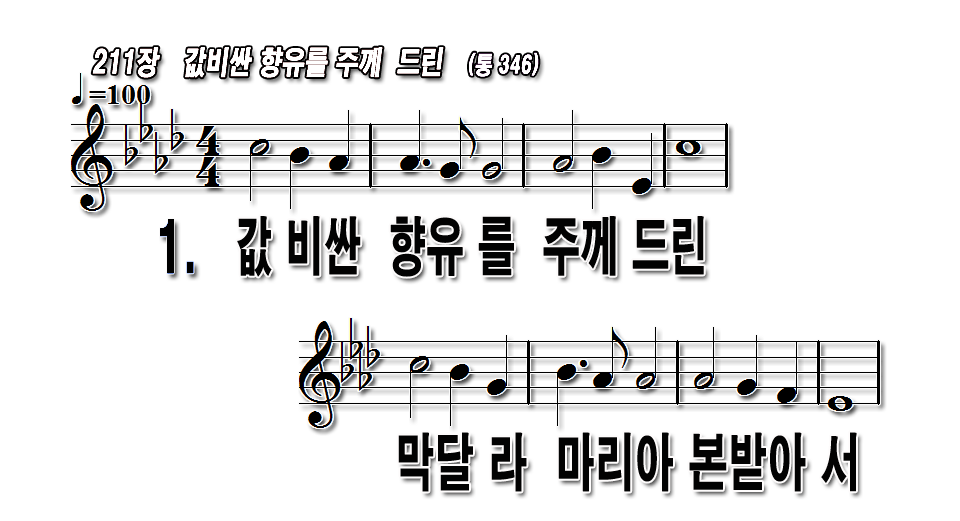 211장 값비싼 향유를 주께 드린 (통 346)
♩=100
1. 값 비싼 향유 를 주께 드린
막달 라 마리아 본받아 서